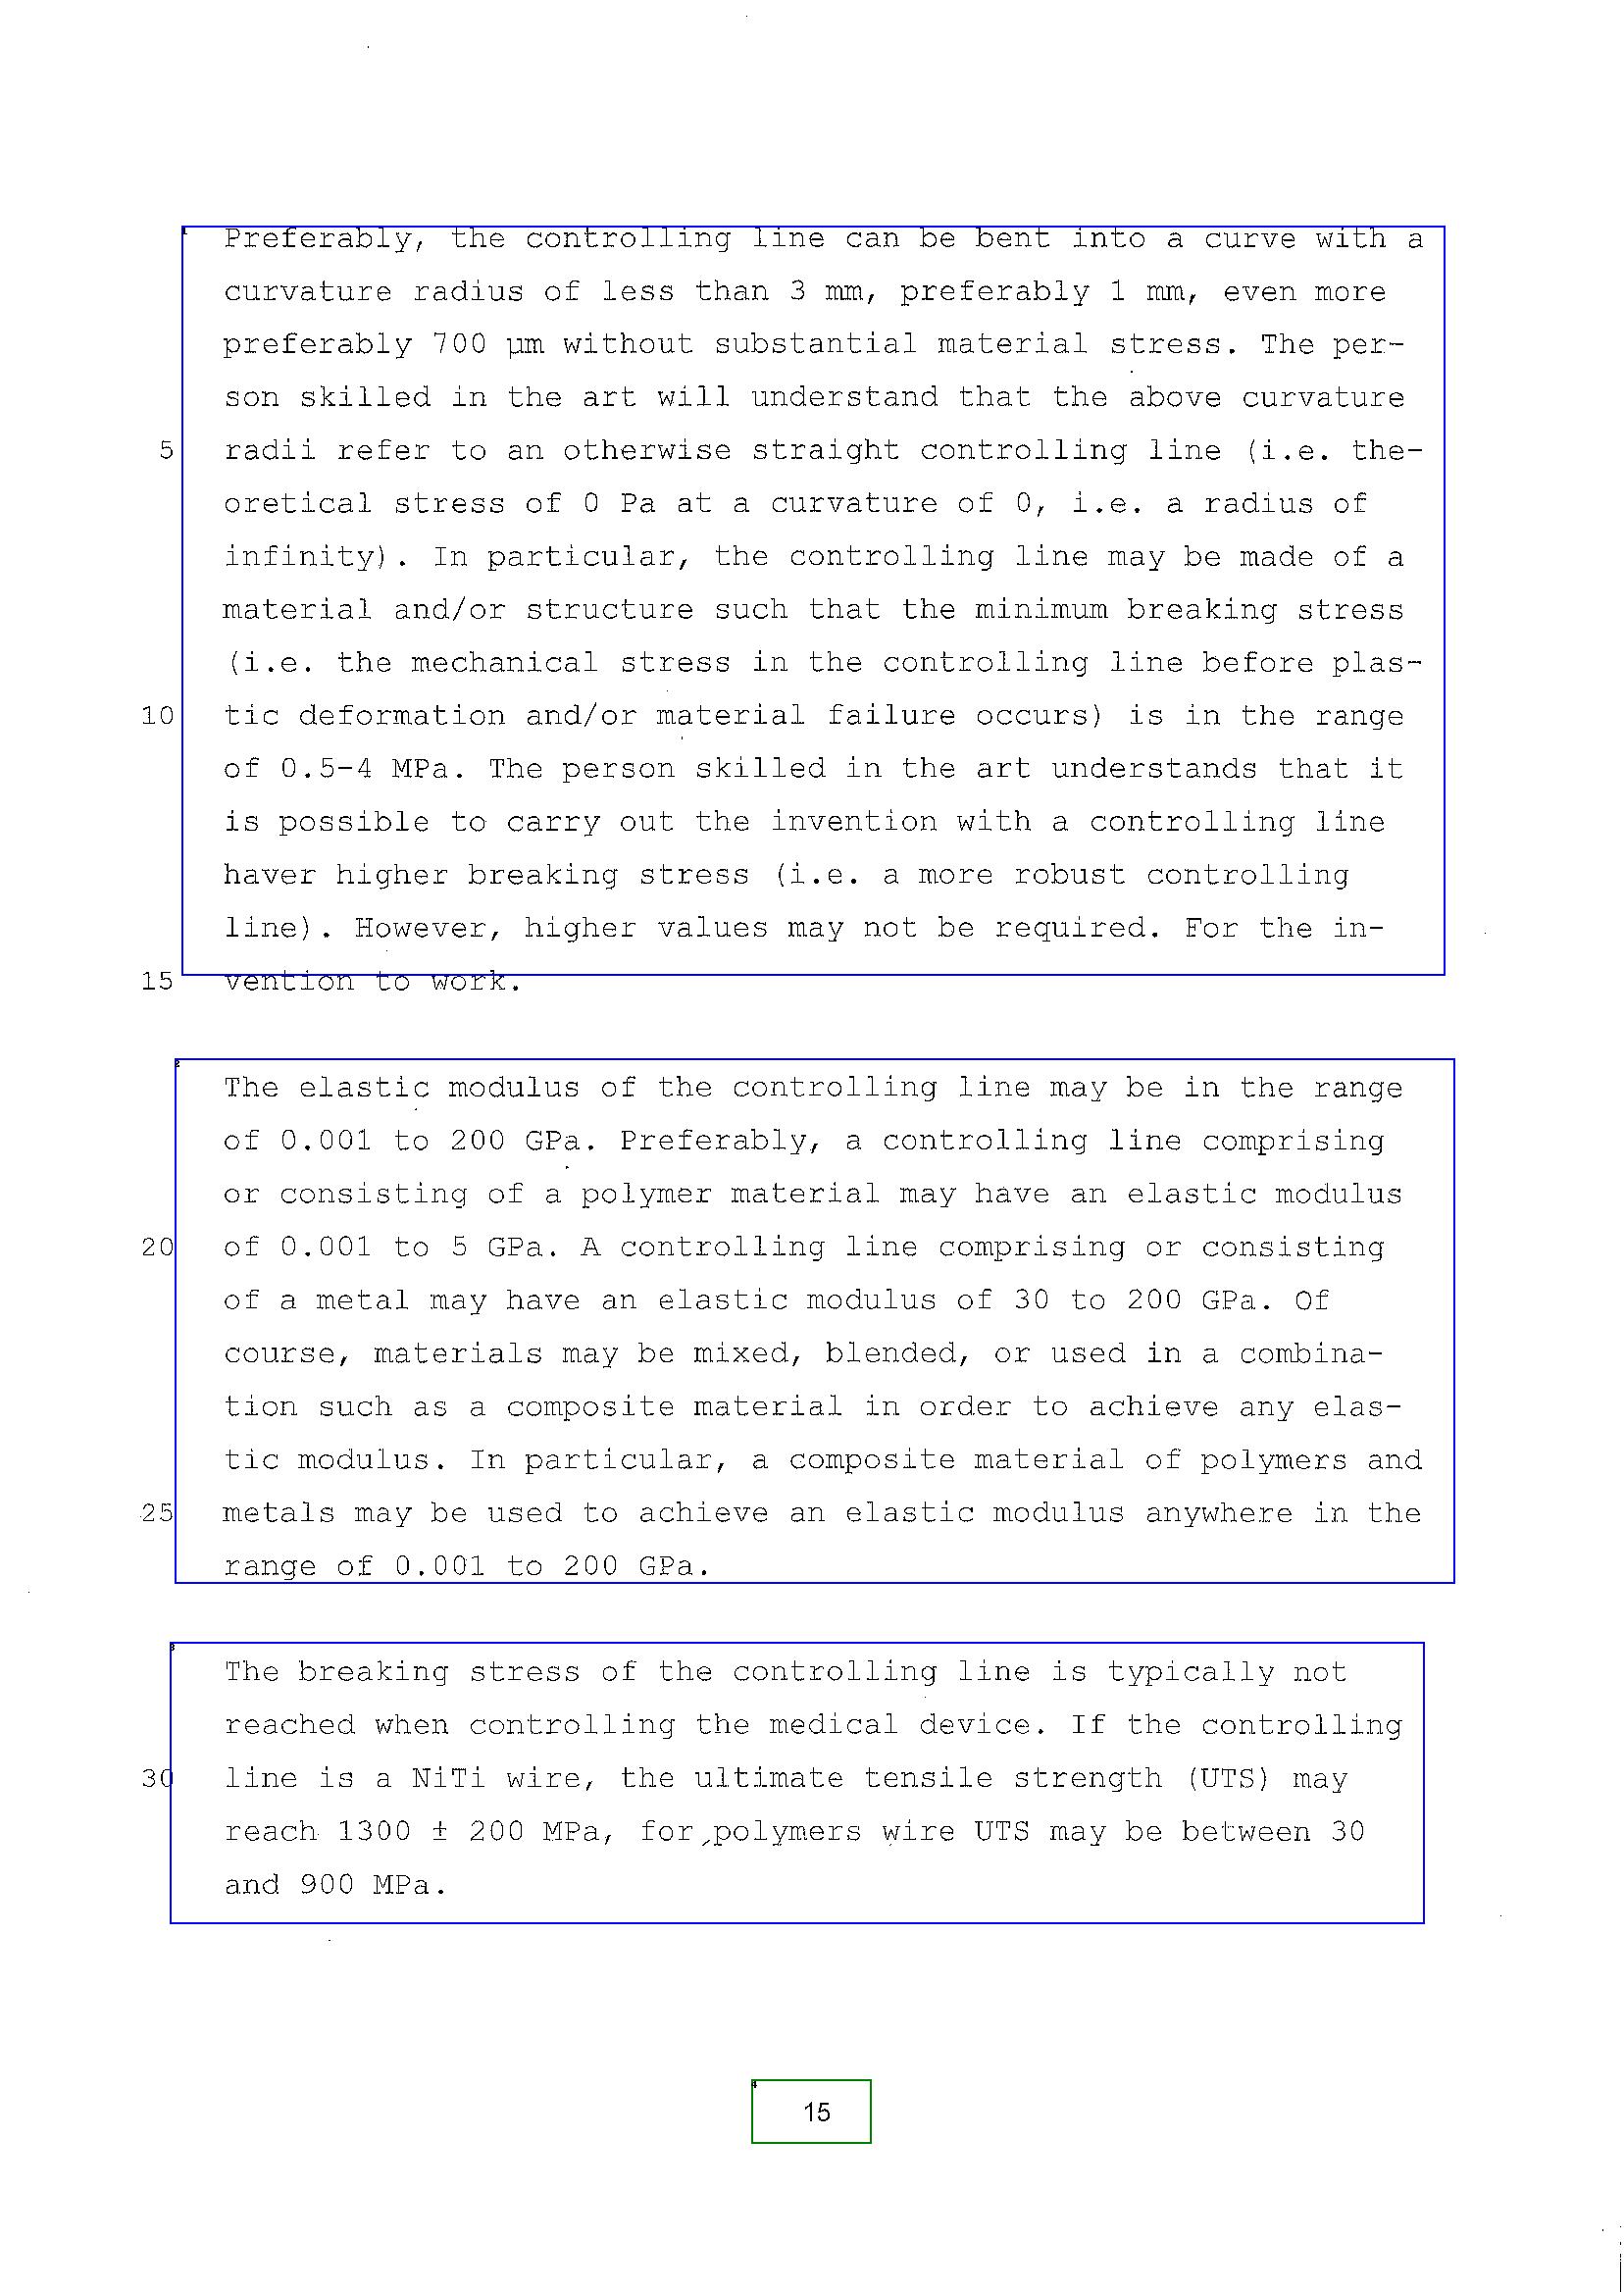 Preferably, the controlling line can be bent into a curve with a
curvature radius of less than 3 mm, preferably 1 mm, even more
preferably 700 µm without substantial material stress. The per-
son skilled in the art will understand that the above curvature
5 radii refer to an otherwise straight controlling line (i.e. the-
oretical stress of 0 Pa at a curvature of 0, i.e. a radius of
infinity). In particular, the controlling line may be made of a
material and/or structure such that the minimum breaking stress
(i.e. the mechanical stress in the controlling line before plas-
10 tic deformation and/or material failure occurs) is in the range
of 0.5-4 MPa. The person skilled in the art understands that it
is possible to carry out the invention with a controlling line
haver higher breaking stress (i.e. a more robust controlling
line). However, higher values may not be required. For the in-
15 vention to work.
The elastic modulus of the controlling line may be in the range
of 0.001 to 200 GPa. Preferably, a controlling line comprising
or consisting of a polymer material may have an elastic modulus
20 of 0.001 to 5 GPa. A controlling line comprising or consisting
of a metal may have an elastic modulus of 30 to 200 GPa. Of
course, materials may be mixed, blended, or used in a combina-
tion such as a composite material in order to achieve any elas-
tic modulus. In particular, a composite material of polymers and
25 metals may be used to achieve an elastic modulus anywhere in the
range of 0.001 to 200 GPa.
The breaking stress of the controlling line is typically not
reached when controlling the medical device. If the controlling
30 line is a NiTi wire, the ultimate tensile strength (UTS) may
reach 1300 ± 200 MPa, for polymers wire UTS may be between 30
and 900 MPa.
15